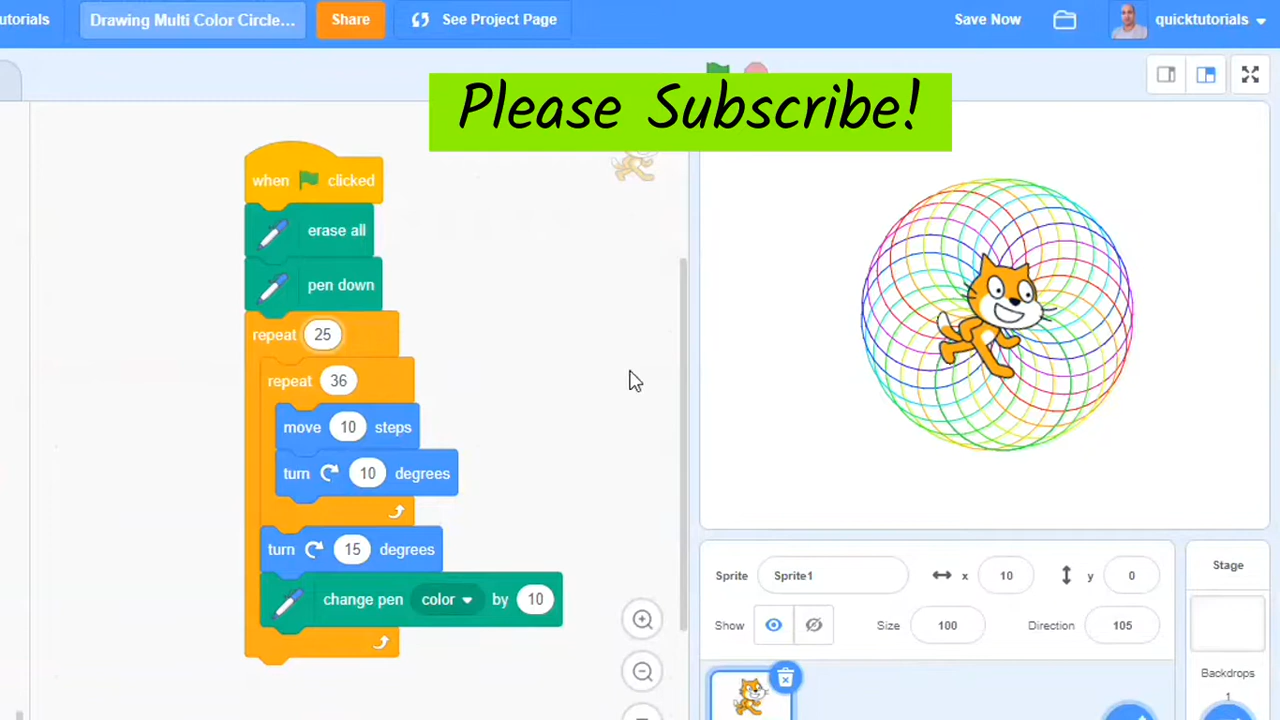 utorials
Drawing Multi Color Circle...
Share
See Project Page
Save Now
quicktutorials
Please Subscribe!
when clicked
erase all
pen down
repeat 25
repeat 36
move 10 steps
turn 10 degrees
turn 15 degrees
change pen color by 10
Sprite Sprite1 x 10 y 0
Show Size 100 Direction 105
Stage
Backdrops
1